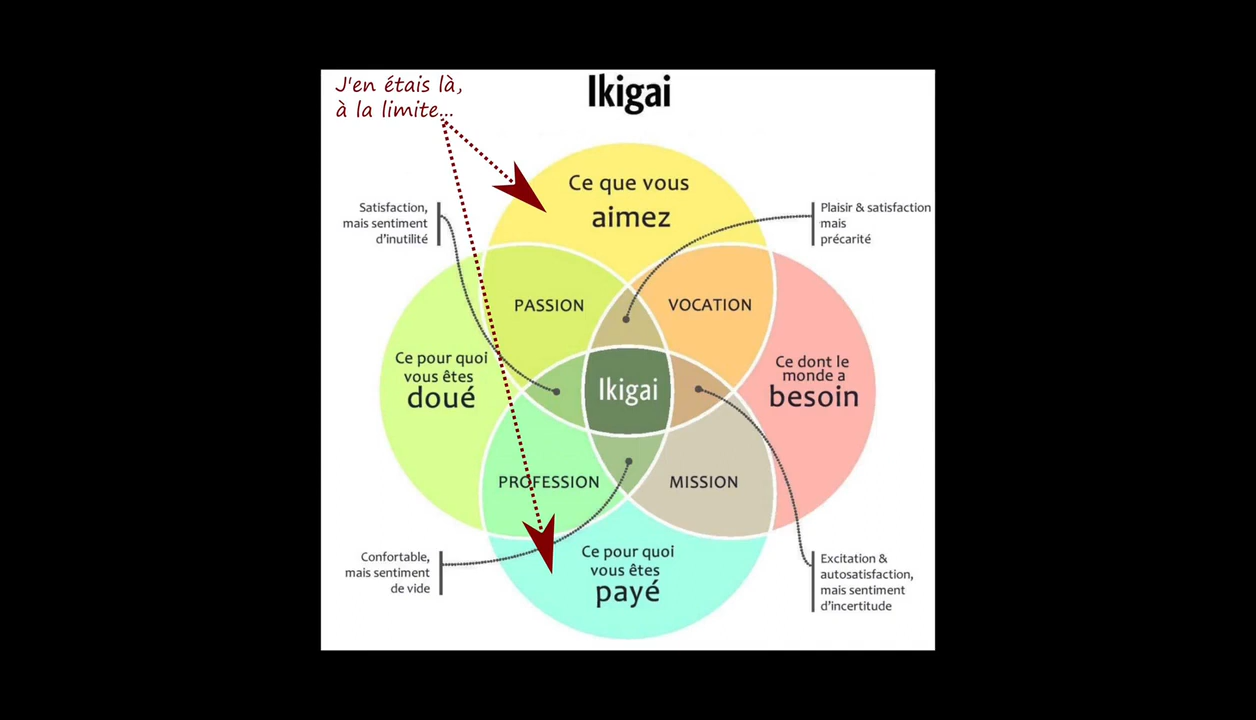 J'en étais là,
à la limite...
Ikigai
Ce que vous
aimez
Satisfaction,
mais sentiment
d'inutilité
Plaisir & satisfaction
mais
précarité
PASSION
VOCATION
Ce pour quoi
vous êtes
doué
Ikigai
Ce dont le
monde a
besoin
PROFESSION
MISSION
Confortable,
mais sentiment
de vide
Ce pour quoi
vous êtes
payé
Excitation &
autosatisfaction,
mais sentiment
d'incertitude